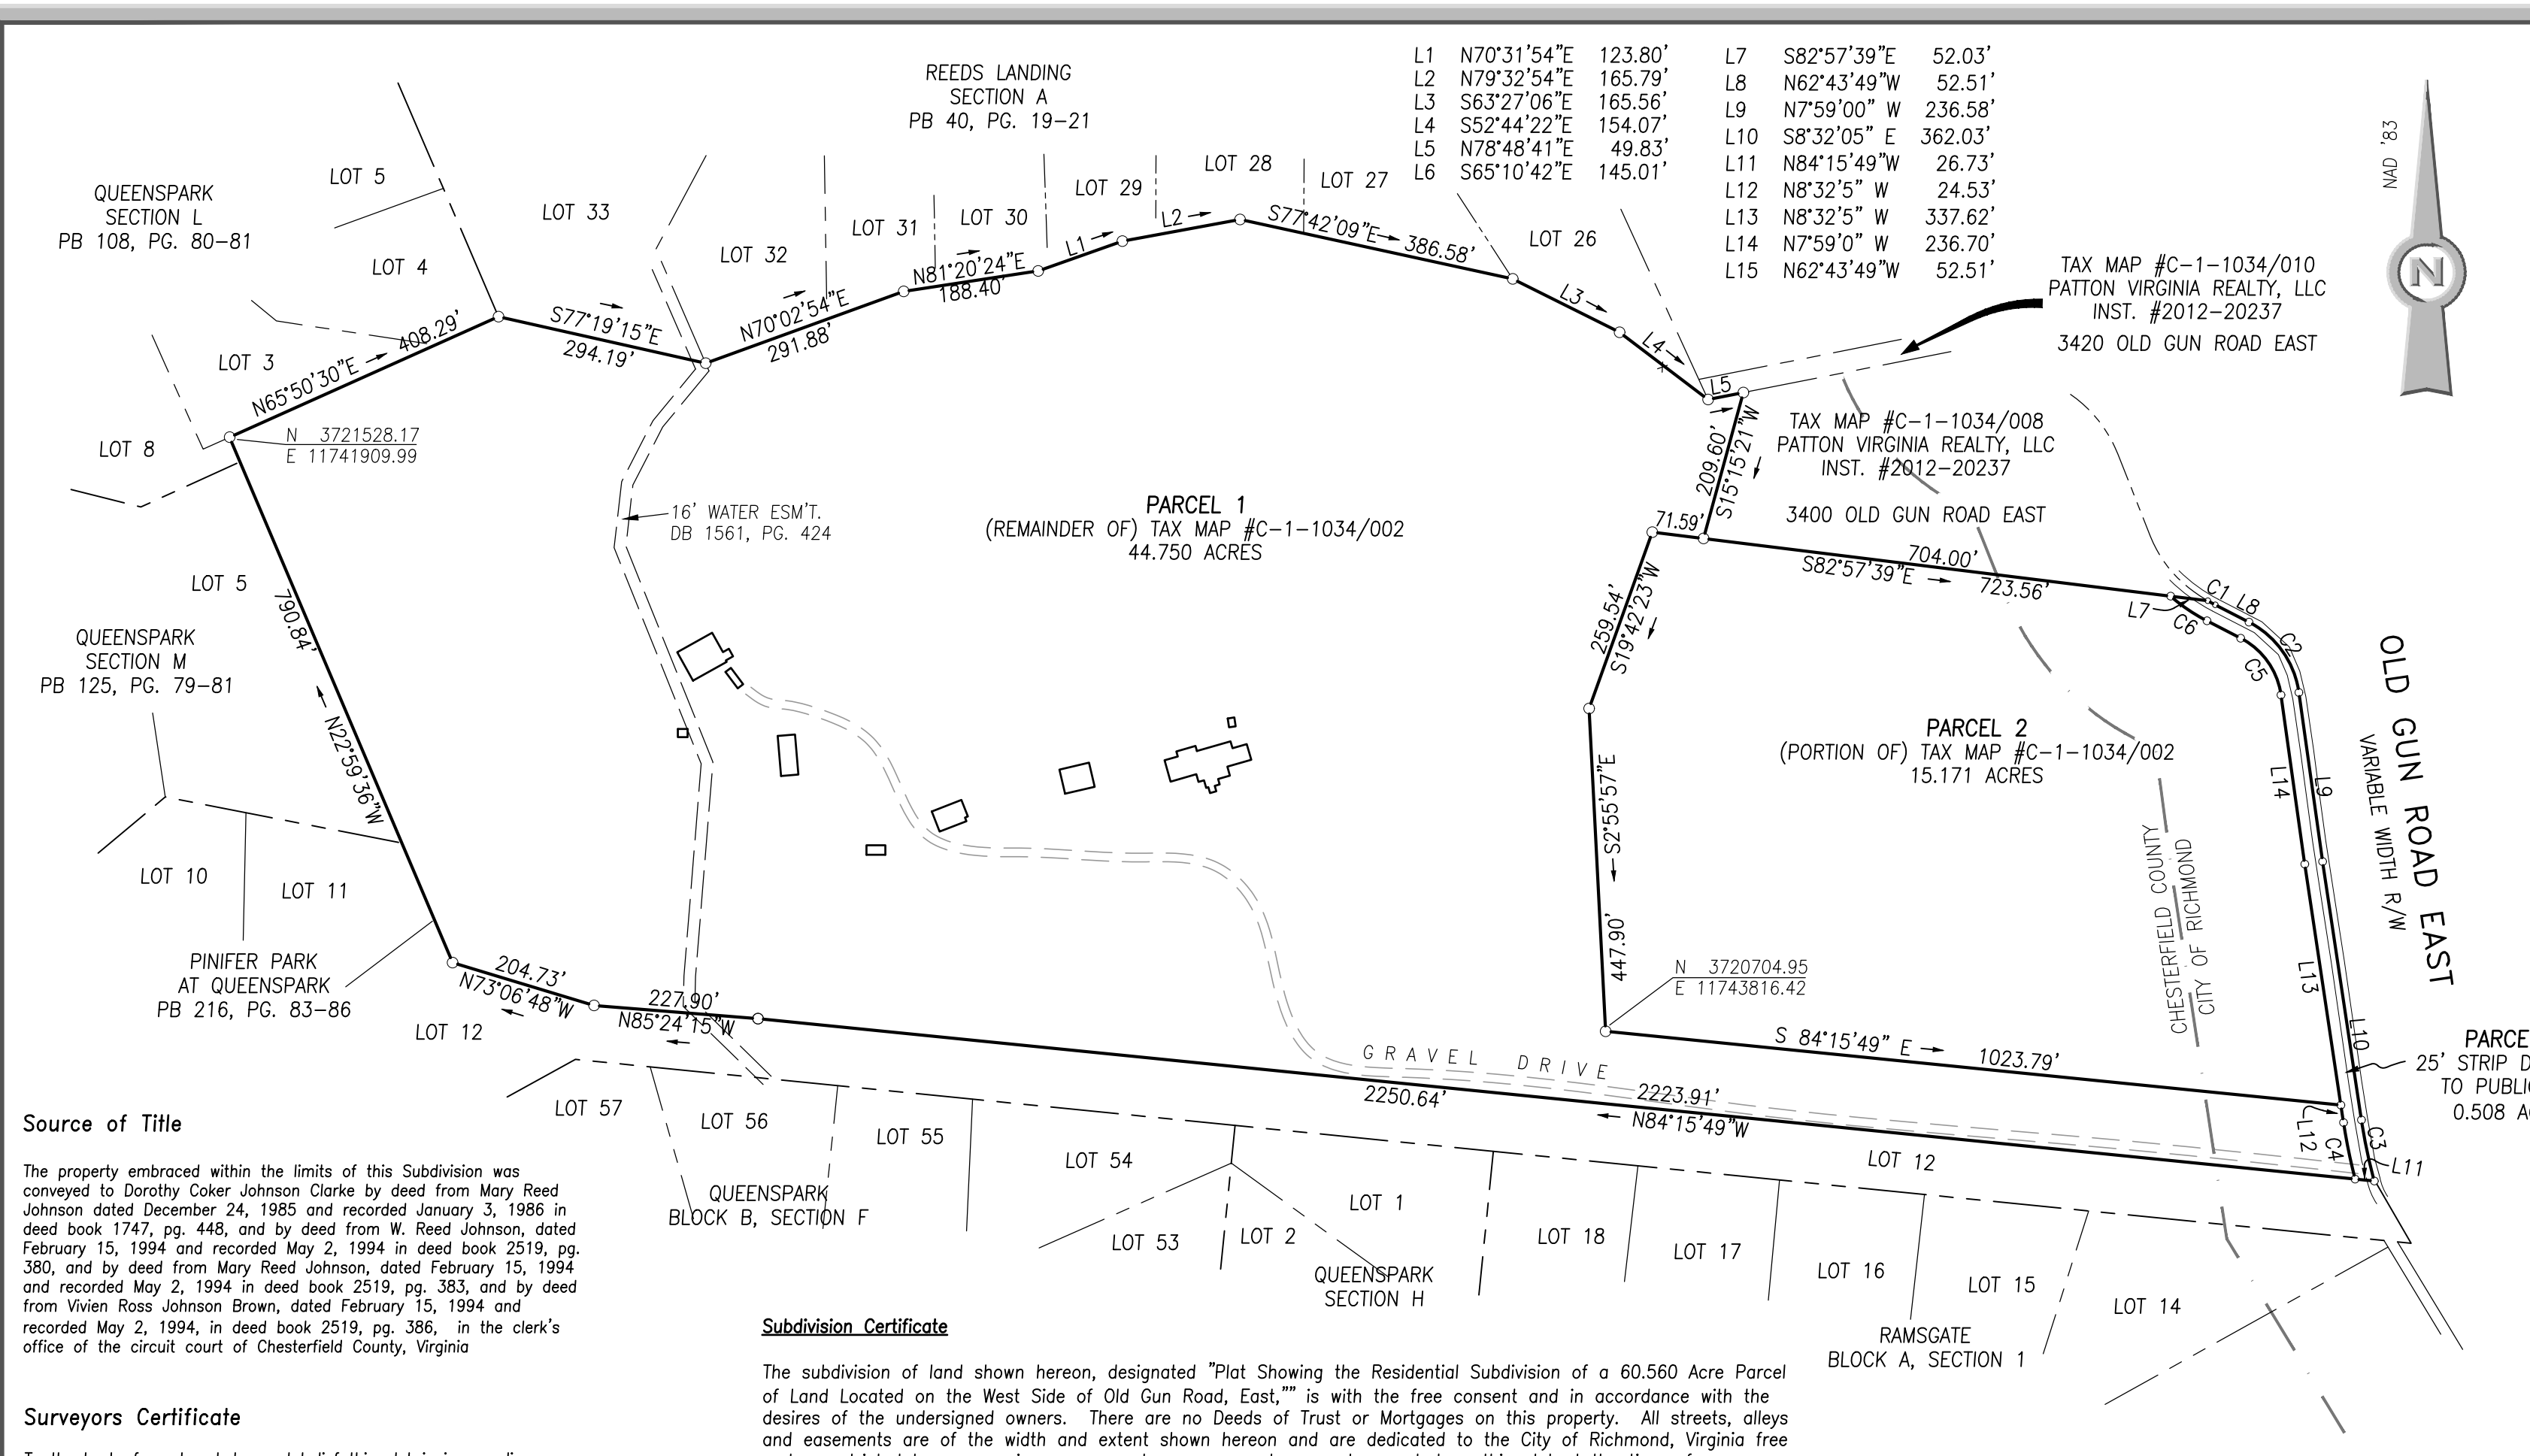 REEDS LANDING
SECTION A
PB 40, PG. 19-21
L1 N70°31'54"E 123.80'
L2 N79°32'54"E 165.79'
L3 S63°27'06"E 165.56'
L4 S52°44'22"E 154.07'
L5 N78°48'41"E 49.83'
L6 S65°10'42"E 145.01'
L7 S82°57'39"E 52.03'
L8 N62°43'49"W 52.51'
L9 N7°59'00" W 236.58'
L10 S8°32'05" E 362.03'
L11 N84°15'49"W 26.73'
L12 N8°32'5" W 24.53'
L13 N8°32'5" W 337.62'
L14 N7°59'0" W 236.70'
L15 N62°43'49"W 52.51'
NAD '83
N
QUEENSPARK
SECTION L
PB 108, PG. 80-81
LOT 5
LOT 4
LOT 3
LOT 8
LOT 33
LOT 32
LOT 31
LOT 30
LOT 29
LOT 28
LOT 27
LOT 26
N65°50'30"E
408.29'
S77°19'15"E
294.19'
N70°02'54"E
291.88'
N81°20'24"E
188.40'
L1
L2
S77°42'09"E
386.58'
L3
L4
L5
TAX MAP #C-1-1034/010
PATTON VIRGINIA REALTY, LLC
INST. #2012-20237
3420 OLD GUN ROAD EAST
TAX MAP #C-1-1034/008
PATTON VIRGINIA REALTY, LLC
INST. #2012-20237
3400 OLD GUN ROAD EAST
N 3721528.17
E 11741909.99
16' WATER ESM'T.
DB 1561, PG. 424
PARCEL 1
(REMAINDER OF) TAX MAP #C-1-1034/002
44.750 ACRES
209.60'
S15°15'21"W
71.59'
704.00'
S82°57'39"E
723.56'
259.54'
S19°42'23"W
L7
C1
L8
C6
C2
C5
LOT 5
790.84'
N22°59'36"W
QUEENSPARK
SECTION M
PB 125, PG. 79-81
PARCEL 2
(PORTION OF) TAX MAP #C-1-1034/002
15.171 ACRES
S2°55'57"E
447.90'
L14
L9
OLD GUN ROAD EAST
VARIABLE WIDTH R/W
CHESTERFIELD COUNTY
CITY OF RICHMOND
L13
L10
LOT 10
LOT 11
PINIFER PARK
AT QUEENSPARK
PB 216, PG. 83-86
LOT 12
204.73'
N73°06'48"W
227.90'
N85°24'15"W
N 3720704.95
E 11743816.42
S 84°15'49" E
1023.79'
GRAVEL DRIVE
2250.64'
2223.91'
N84°15'49"W
PARCE
25' STRIP D
TO PUBLI
0.508 A
L12
C4
C3
L11
LOT 57
LOT 56
LOT 55
LOT 54
LOT 12
QUEENSPARK
BLOCK B, SECTION F
LOT 53
LOT 2
LOT 1
LOT 18
LOT 17
LOT 16
LOT 15
LOT 14
QUEENSPARK
SECTION H
RAMSGATE
BLOCK A, SECTION 1
Source of Title
The property embraced within the limits of this Subdivision was
conveyed to Dorothy Coker Johnson Clarke by deed from Mary Reed
Johnson dated December 24, 1985 and recorded January 3, 1986 in
deed book 1747, pg. 448, and by deed from W. Reed Johnson, dated
February 15, 1994 and recorded May 2, 1994 in deed book 2519, pg.
380, and by deed from Mary Reed Johnson, dated February 15, 1994
and recorded May 2, 1994 in deed book 2519, pg. 383, and by deed
from Vivien Ross Johnson Brown, dated February 15, 1994 and
recorded May 2, 1994, in deed book 2519, pg. 386, in the clerk's
office of the circuit court of Chesterfield County, Virginia
Surveyors Certificate
Subdivision Certificate
The subdivision of land shown hereon, designated "Plat Showing the Residential Subdivision of a 60.560 Acre Parcel
of Land Located on the West Side of Old Gun Road, East,"" is with the free consent and in accordance with the
desires of the undersigned owners. There are no Deeds of Trust or Mortgages on this property. All streets, alleys
and easements are of the width and extent shown hereon and are dedicated to the City of Richmond, Virginia free